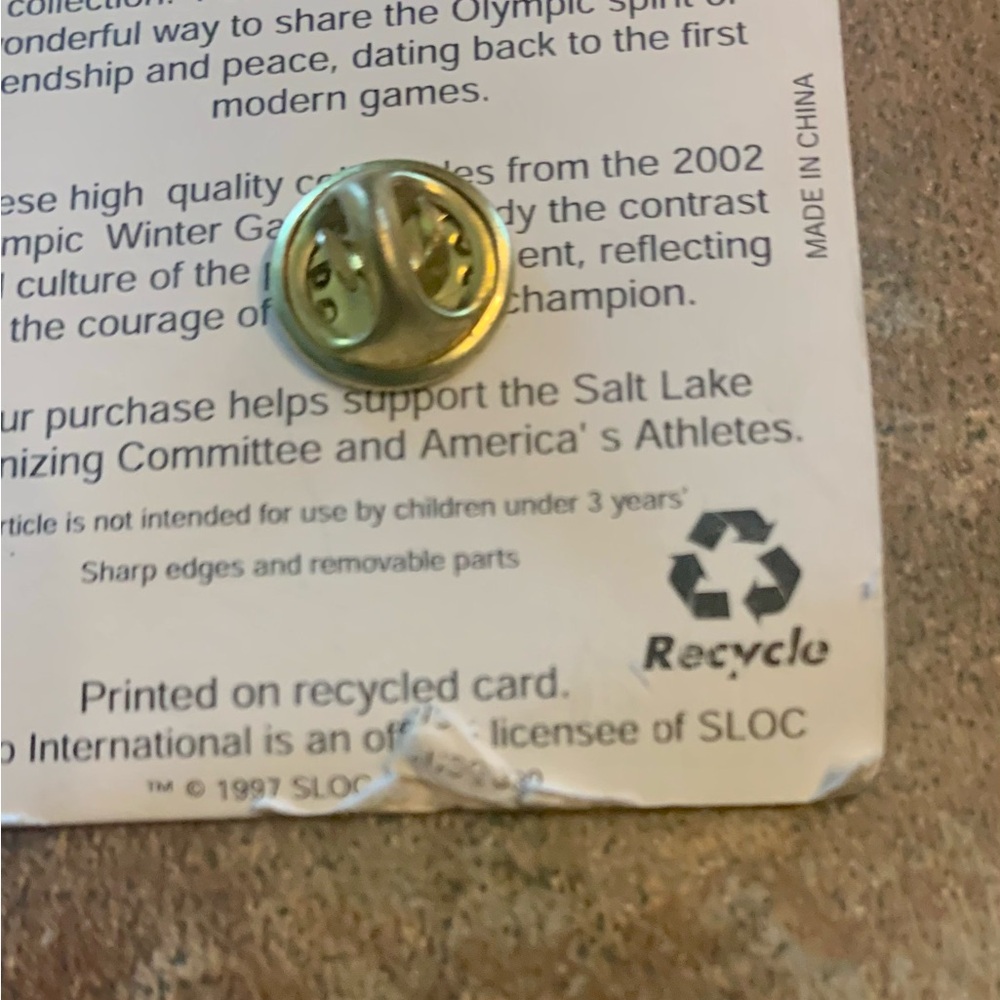 collection.
onderful way to share the Olympic spirit of
endship and peace, dating back to the first
modern games.
ese high quality co les from the 2002
mpic Winter Ga dy the contrast
culture of the ent, reflecting
the courage of champion.
ur purchase helps support the Salt Lake
nizing Committee and America' s Athletes.
rticle is not intended for use by children under 3 years'
Sharp edges and removable parts
Recycle
Printed on recycled card.
o International is an off licensee of SLOC
™ © 1997 SLOC
MADE IN CHINA